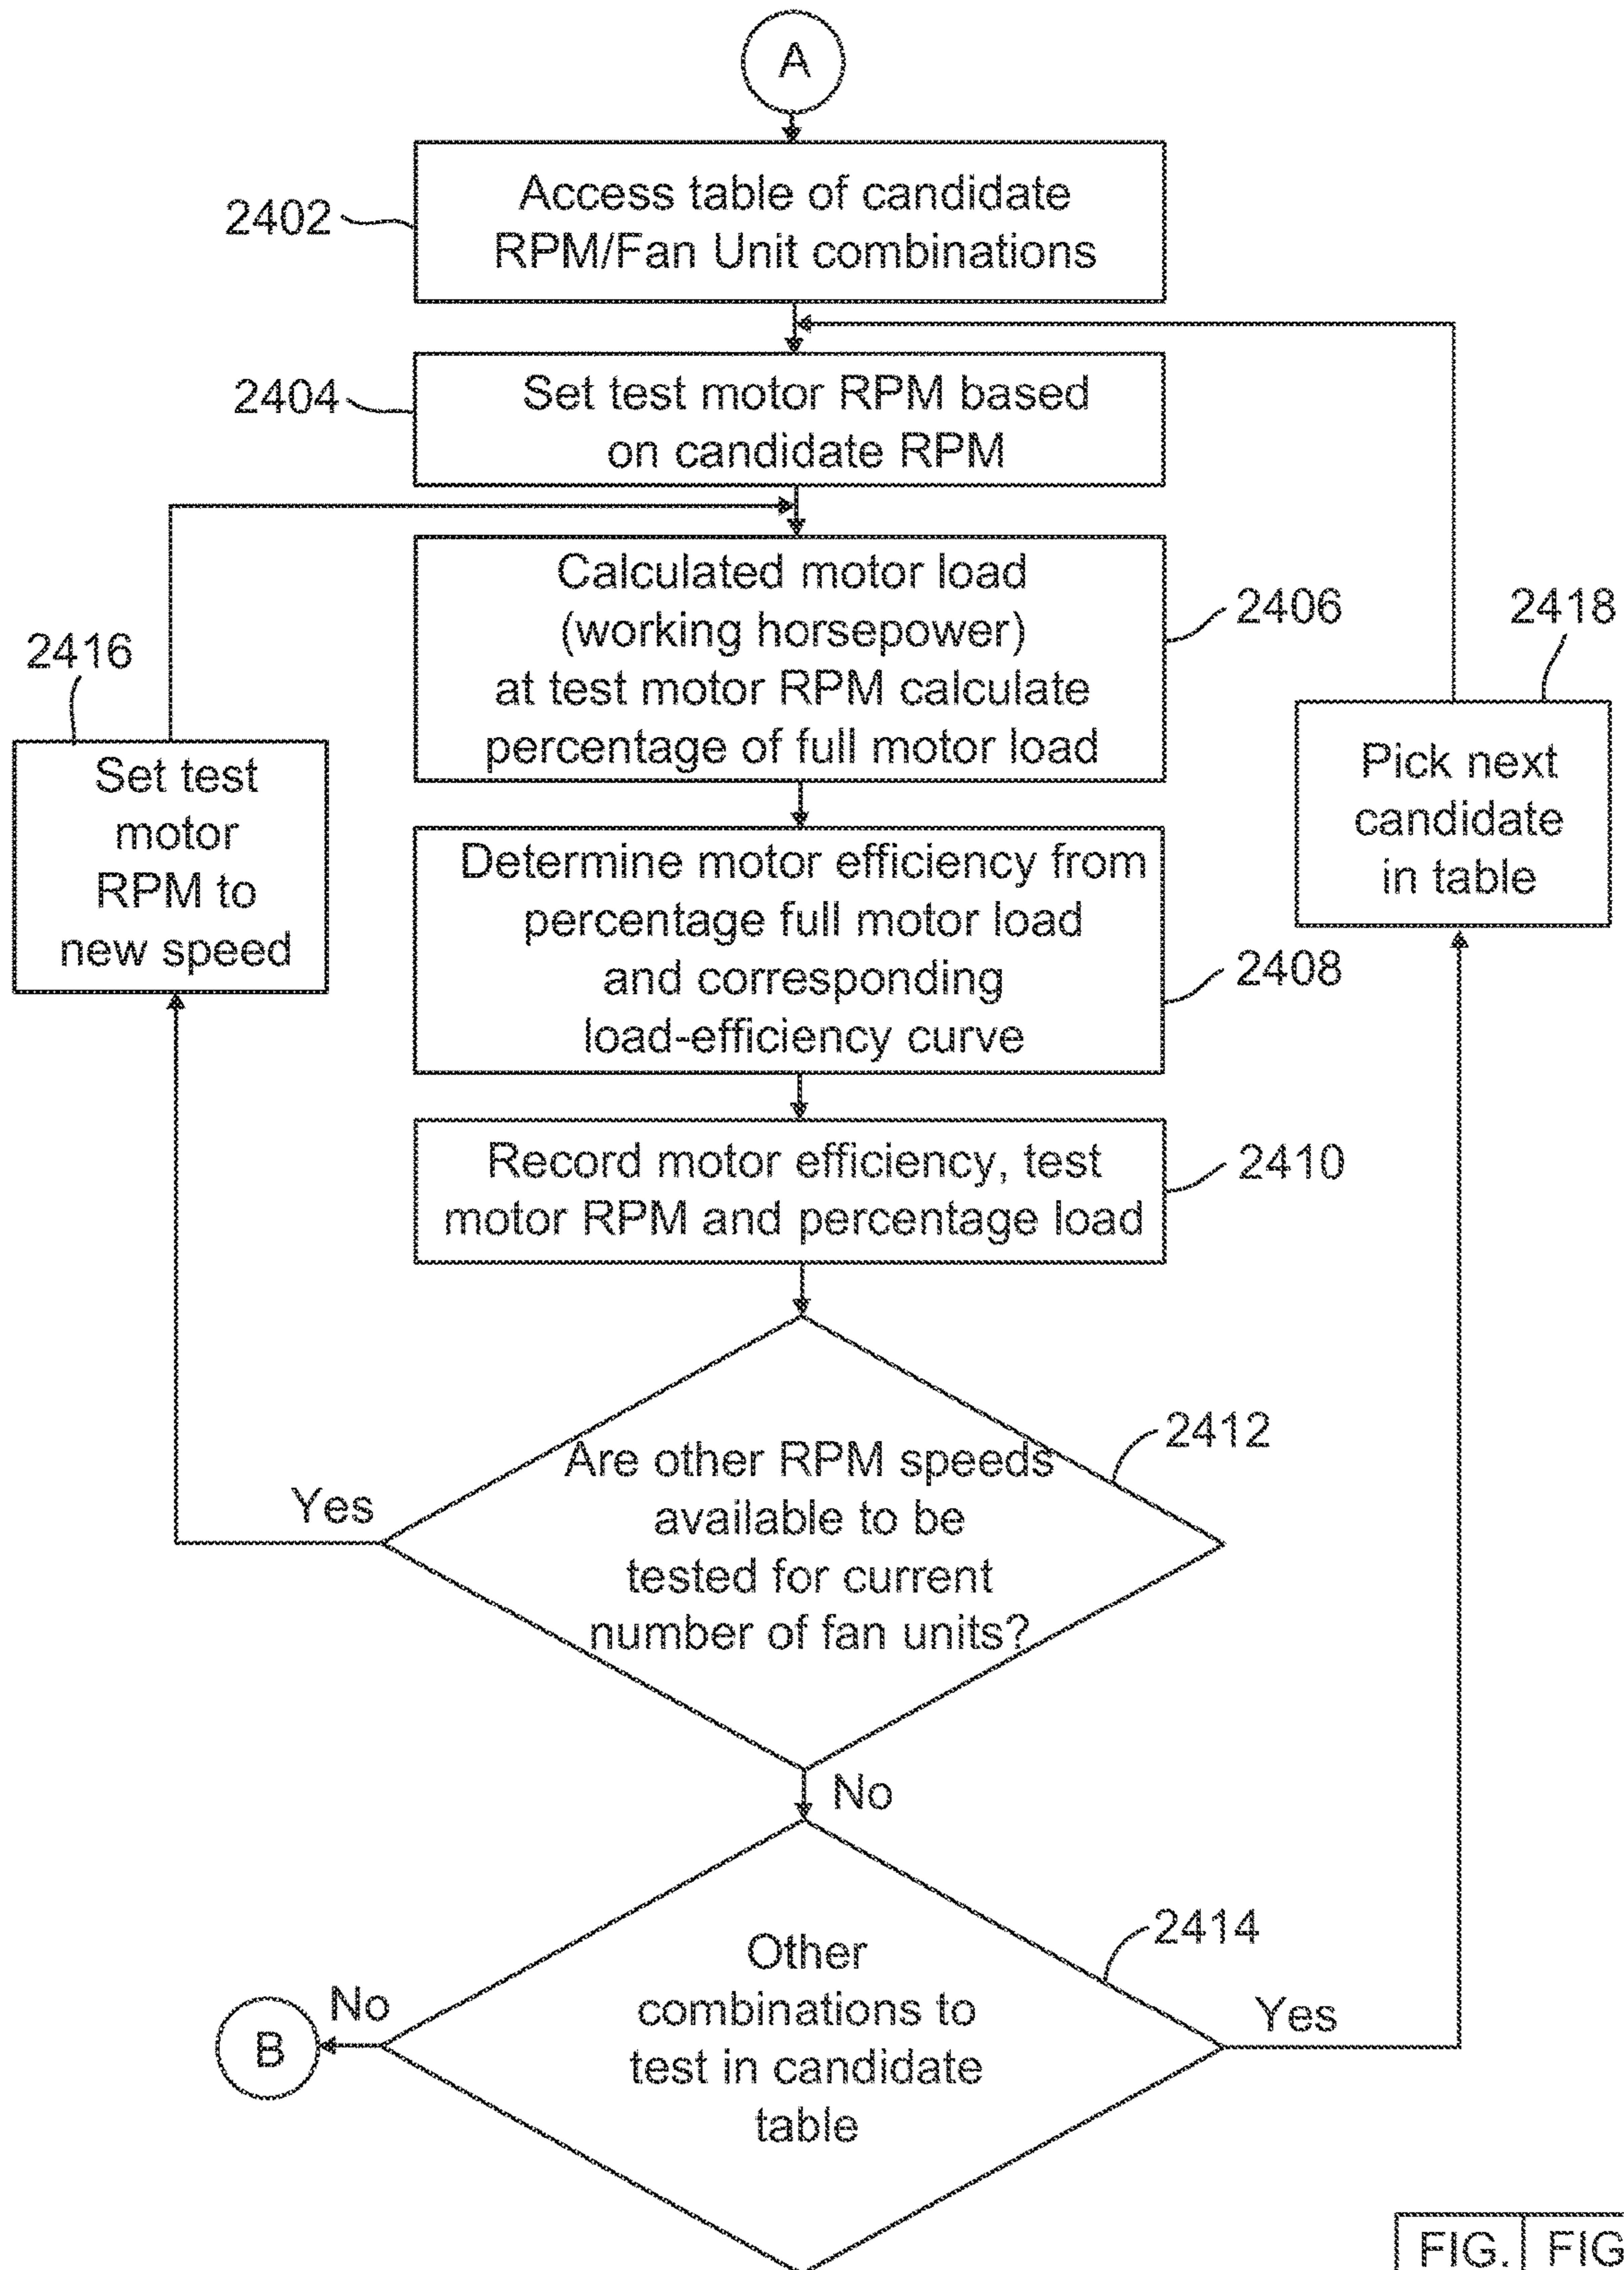 A
2402
Access table of candidate
RPM/Fan Unit combinations
2404
Set test motor RPM based
on candidate RPM
Calculated motor load
(working horsepower)
at test motor RPM calculate
percentage of full motor load
2406
2418
2416
Set test
motor
RPM to
new speed
Pick next
candidate
in table
Determine motor efficiency from
percentage full motor load
and corresponding
load-efficiency curve
2408
Record motor efficiency, test
motor RPM and percentage load
2410
2412
Are other RPM speeds
available to be
tested for current
number of fan units?
Yes
No
2414
Other
combinations to
test in candidate
table
No
B
Yes
FIG.
FIG